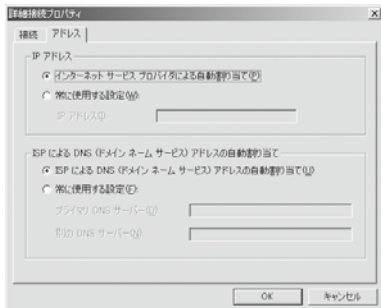 詳細接続プロパティ
接続 アドレス
IP アドレス
インターネット サービス プロバイダによる自動割り当て(P)
常に使用する設定(W):
IP アドレス(I):
ISP による DNS (ドメイン ネーム サービス) アドレスの自動割り当て
ISP による DNS (ドメイン ネーム サービス) アドレスの自動割り当て(U)
常に使用する設定(F):
プライマリ DNS サーバー(D):
別の DNS サーバー(N):
OK キャンセル